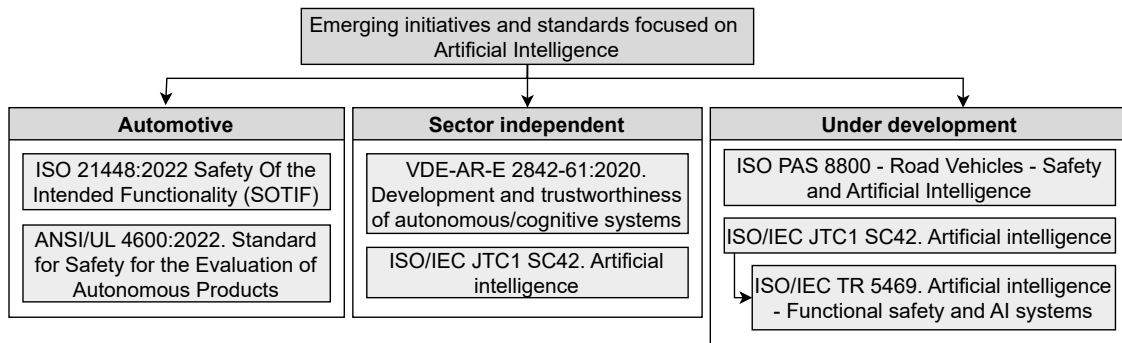 Emerging initiatives and standards focused on
Artificial Intelligence
Automotive
ISO 21448:2022 Safety Of the
Intended Functionality (SOTIF)
ANSI/UL 4600:2022. Standard
for Safety for the Evaluation of
Autonomous Products
Sector independent
VDE-AR-E 2842-61:2020.
Development and trustworthiness
of autonomous/cognitive systems
ISO/IEC JTC1 SC42. Artificial
intelligence
Under development
ISO PAS 8800 - Road Vehicles - Safety
and Artificial Intelligence
ISO/IEC JTC1 SC42. Artificial intelligence
ISO/IEC TR 5469. Artificial intelligence
- Functional safety and AI systems